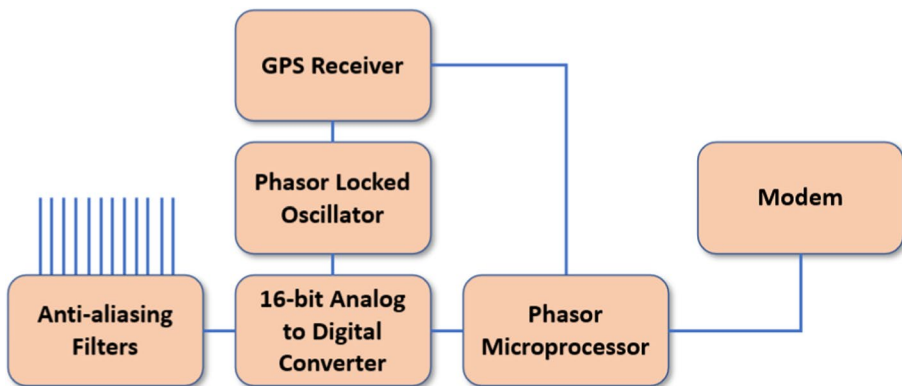 GPS Receiver
Phasor Locked
Oscillator
Modem
Anti-aliasing
Filters
16-bit Analog
to Digital
Converter
Phasor
Microprocessor